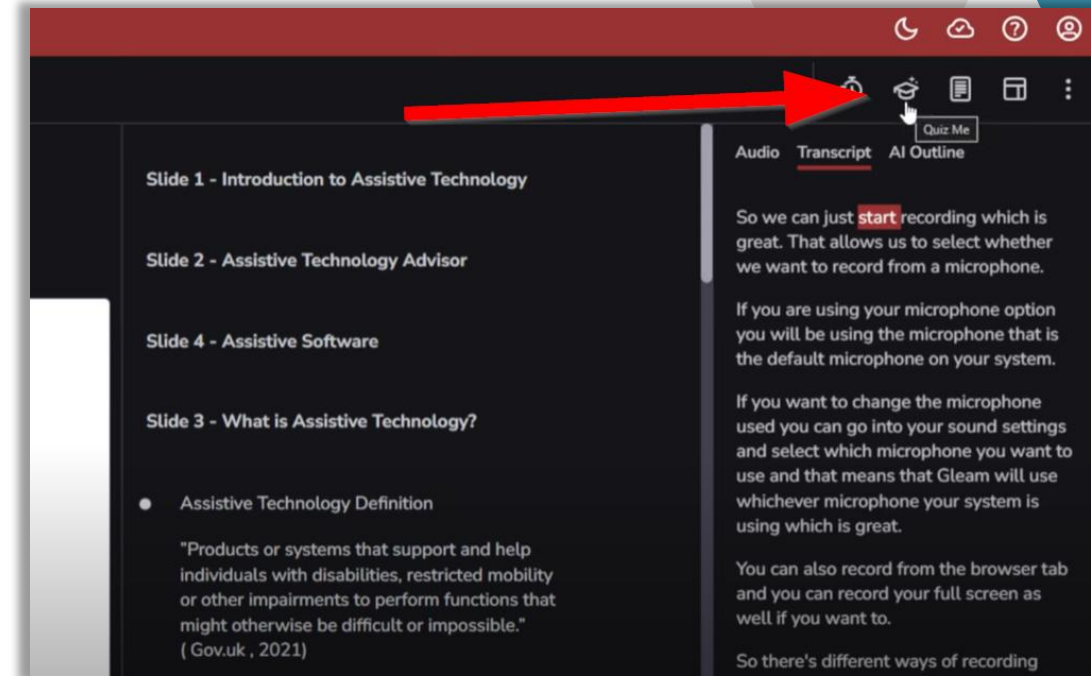 Quiz Me
Slide 1 - Introduction to Assistive Technology
Slide 2 - Assistive Technology Advisor
Slide 4 - Assistive Software
Slide 3 - What is Assistive Technology?
Assistive Technology Definition
"Products or systems that support and help
individuals with disabilities, restricted mobility
or other impairments to perform functions that
might otherwise be difficult or impossible."
( Gov.uk , 2021)
Audio Transcript AI Outline
So we can just start recording which is
great. That allows us to select whether
we want to record from a microphone.
If you are using your microphone option
you will be using the microphone that is
the default microphone on your system.
If you want to change the microphone
used you can go into your sound settings
and select which microphone you want to
use and that means that Gleam will use
whichever microphone your system is
using which is great.
You can also record from the browser tab
and you can record your full screen as
well if you want to.
So there's different ways of recording